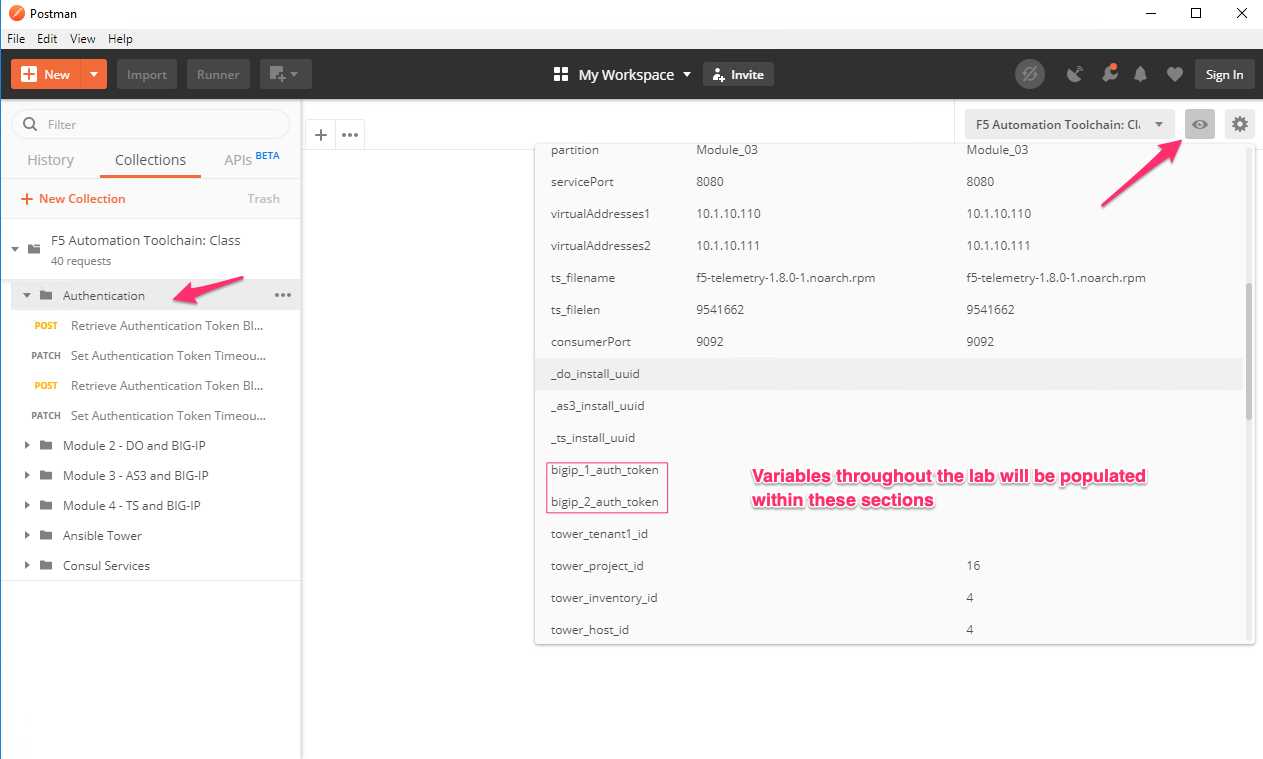 Postman
File Edit View Help
New Import Runner My Workspace Invite Sign In
Filter
History Collections APIs BETA
New Collection Trash
F5 Automation Toolchain: Class
40 requests
Authentication
POST Retrieve Authentication Token BI...
PATCH Set Authentication Token Timeou...
POST Retrieve Authentication Token BI...
PATCH Set Authentication Token Timeou...
Module 2 - DO and BIG-IP
Module 3 - AS3 and BIG-IP
Module 4 - TS and BIG-IP
Ansible Tower
Consul Services
F5 Automation Toolchain: Cl
partition Module_03 Module_03
servicePort 8080 8080
virtualAddresses1 10.1.10.110 10.1.10.110
virtualAddresses2 10.1.10.111 10.1.10.111
ts_filename f5-telemetry-1.8.0-1.noarch.rpm f5-telemetry-1.8.0-1.noarch.rpm
ts_filelen 9541662 9541662
consumerPort 9092 9092
_do_install_uuid
_as3_install_uuid
_ts_install_uuid
bigip_1_auth_token
bigip_2_auth_token
Variables throughout the lab will be populated
within these sections
tower_tenant1_id
tower_project_id 16
tower_inventory_id 4
tower_host_id 4